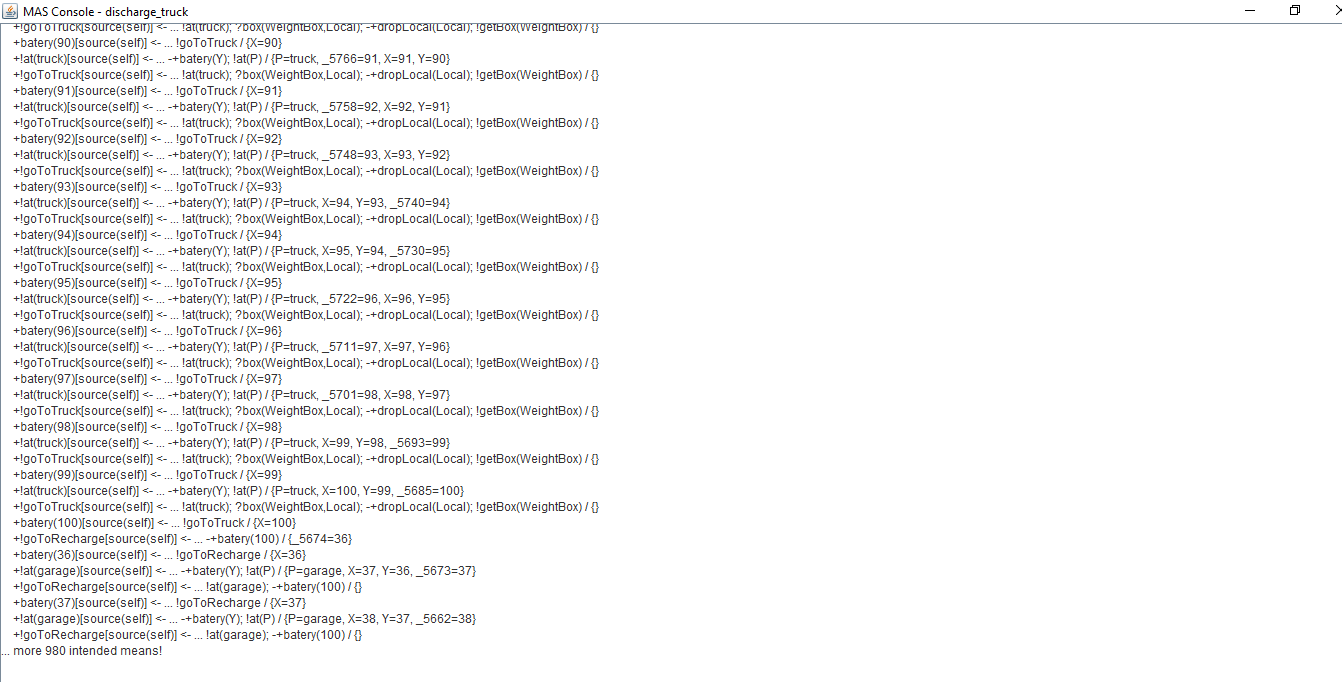 MAS Console - discharge_truck
+!goToTruck[source(self)] <- ... !at(truck); ?box(WeightBox,Local); -+dropLocal(Local); !getBox(WeightBox) / {}
+batery(90)[source(self)] <- ... !goToTruck / {X=90}
+!at(truck)[source(self)] <- ... -+batery(Y); !at(P) / {P=truck, _5766=91, X=91, Y=90}
+!goToTruck[source(self)] <- ... !at(truck); ?box(WeightBox,Local); -+dropLocal(Local); !getBox(WeightBox) / {}
+batery(91)[source(self)] <- ... !goToTruck / {X=91}
+!at(truck)[source(self)] <- ... -+batery(Y); !at(P) / {P=truck, _5758=92, X=92, Y=91}
+!goToTruck[source(self)] <- ... !at(truck); ?box(WeightBox,Local); -+dropLocal(Local); !getBox(WeightBox) / {}
+batery(92)[source(self)] <- ... !goToTruck / {X=92}
+!at(truck)[source(self)] <- ... -+batery(Y); !at(P) / {P=truck, _5748=93, X=93, Y=92}
+!goToTruck[source(self)] <- ... !at(truck); ?box(WeightBox,Local); -+dropLocal(Local); !getBox(WeightBox) / {}
+batery(93)[source(self)] <- ... !goToTruck / {X=93}
+!at(truck)[source(self)] <- ... -+batery(Y); !at(P) / {P=truck, X=94, Y=93, _5740=94}
+!goToTruck[source(self)] <- ... !at(truck); ?box(WeightBox,Local); -+dropLocal(Local); !getBox(WeightBox) / {}
+batery(94)[source(self)] <- ... !goToTruck / {X=94}
+!at(truck)[source(self)] <- ... -+batery(Y); !at(P) / {P=truck, X=95, Y=94, _5730=95}
+!goToTruck[source(self)] <- ... !at(truck); ?box(WeightBox,Local); -+dropLocal(Local); !getBox(WeightBox) / {}
+batery(95)[source(self)] <- ... !goToTruck / {X=95}
+!at(truck)[source(self)] <- ... -+batery(Y); !at(P) / {P=truck, _5722=96, X=96, Y=95}
+!goToTruck[source(self)] <- ... !at(truck); ?box(WeightBox,Local); -+dropLocal(Local); !getBox(WeightBox) / {}
+batery(96)[source(self)] <- ... !goToTruck / {X=96}
+!at(truck)[source(self)] <- ... -+batery(Y); !at(P) / {P=truck, _5711=97, X=97, Y=96}
+!goToTruck[source(self)] <- ... !at(truck); ?box(WeightBox,Local); -+dropLocal(Local); !getBox(WeightBox) / {}
+batery(97)[source(self)] <- ... !goToTruck / {X=97}
+!at(truck)[source(self)] <- ... -+batery(Y); !at(P) / {P=truck, _5701=98, X=98, Y=97}
+!goToTruck[source(self)] <- ... !at(truck); ?box(WeightBox,Local); -+dropLocal(Local); !getBox(WeightBox) / {}
+batery(98)[source(self)] <- ... !goToTruck / {X=98}
+!at(truck)[source(self)] <- ... -+batery(Y); !at(P) / {P=truck, X=99, Y=98, _5693=99}
+!goToTruck[source(self)] <- ... !at(truck); ?box(WeightBox,Local); -+dropLocal(Local); !getBox(WeightBox) / {}
+batery(99)[source(self)] <- ... !goToTruck / {X=99}
+!at(truck)[source(self)] <- ... -+batery(Y); !at(P) / {P=truck, X=100, Y=99, _5685=100}
+!goToTruck[source(self)] <- ... !at(truck); ?box(WeightBox,Local); -+dropLocal(Local); !getBox(WeightBox) / {}
+batery(100)[source(self)] <- ... !goToTruck / {X=100}
+!goToRecharge[source(self)] <- ... -+batery(100) / {_5674=36}
+batery(36)[source(self)] <- ... !goToRecharge / {X=36}
+!at(garage)[source(self)] <- ... -+batery(Y); !at(P) / {P=garage, X=37, Y=36, _5673=37}
+!goToRecharge[source(self)] <- ... !at(garage); -+batery(100) / {}
+batery(37)[source(self)] <- ... !goToRecharge / {X=37}
+!at(garage)[source(self)] <- ... -+batery(Y); !at(P) / {P=garage, X=38, Y=37, _5662=38}
+!goToRecharge[source(self)] <- ... !at(garage); -+batery(100) / {}
... more 980 intended means!